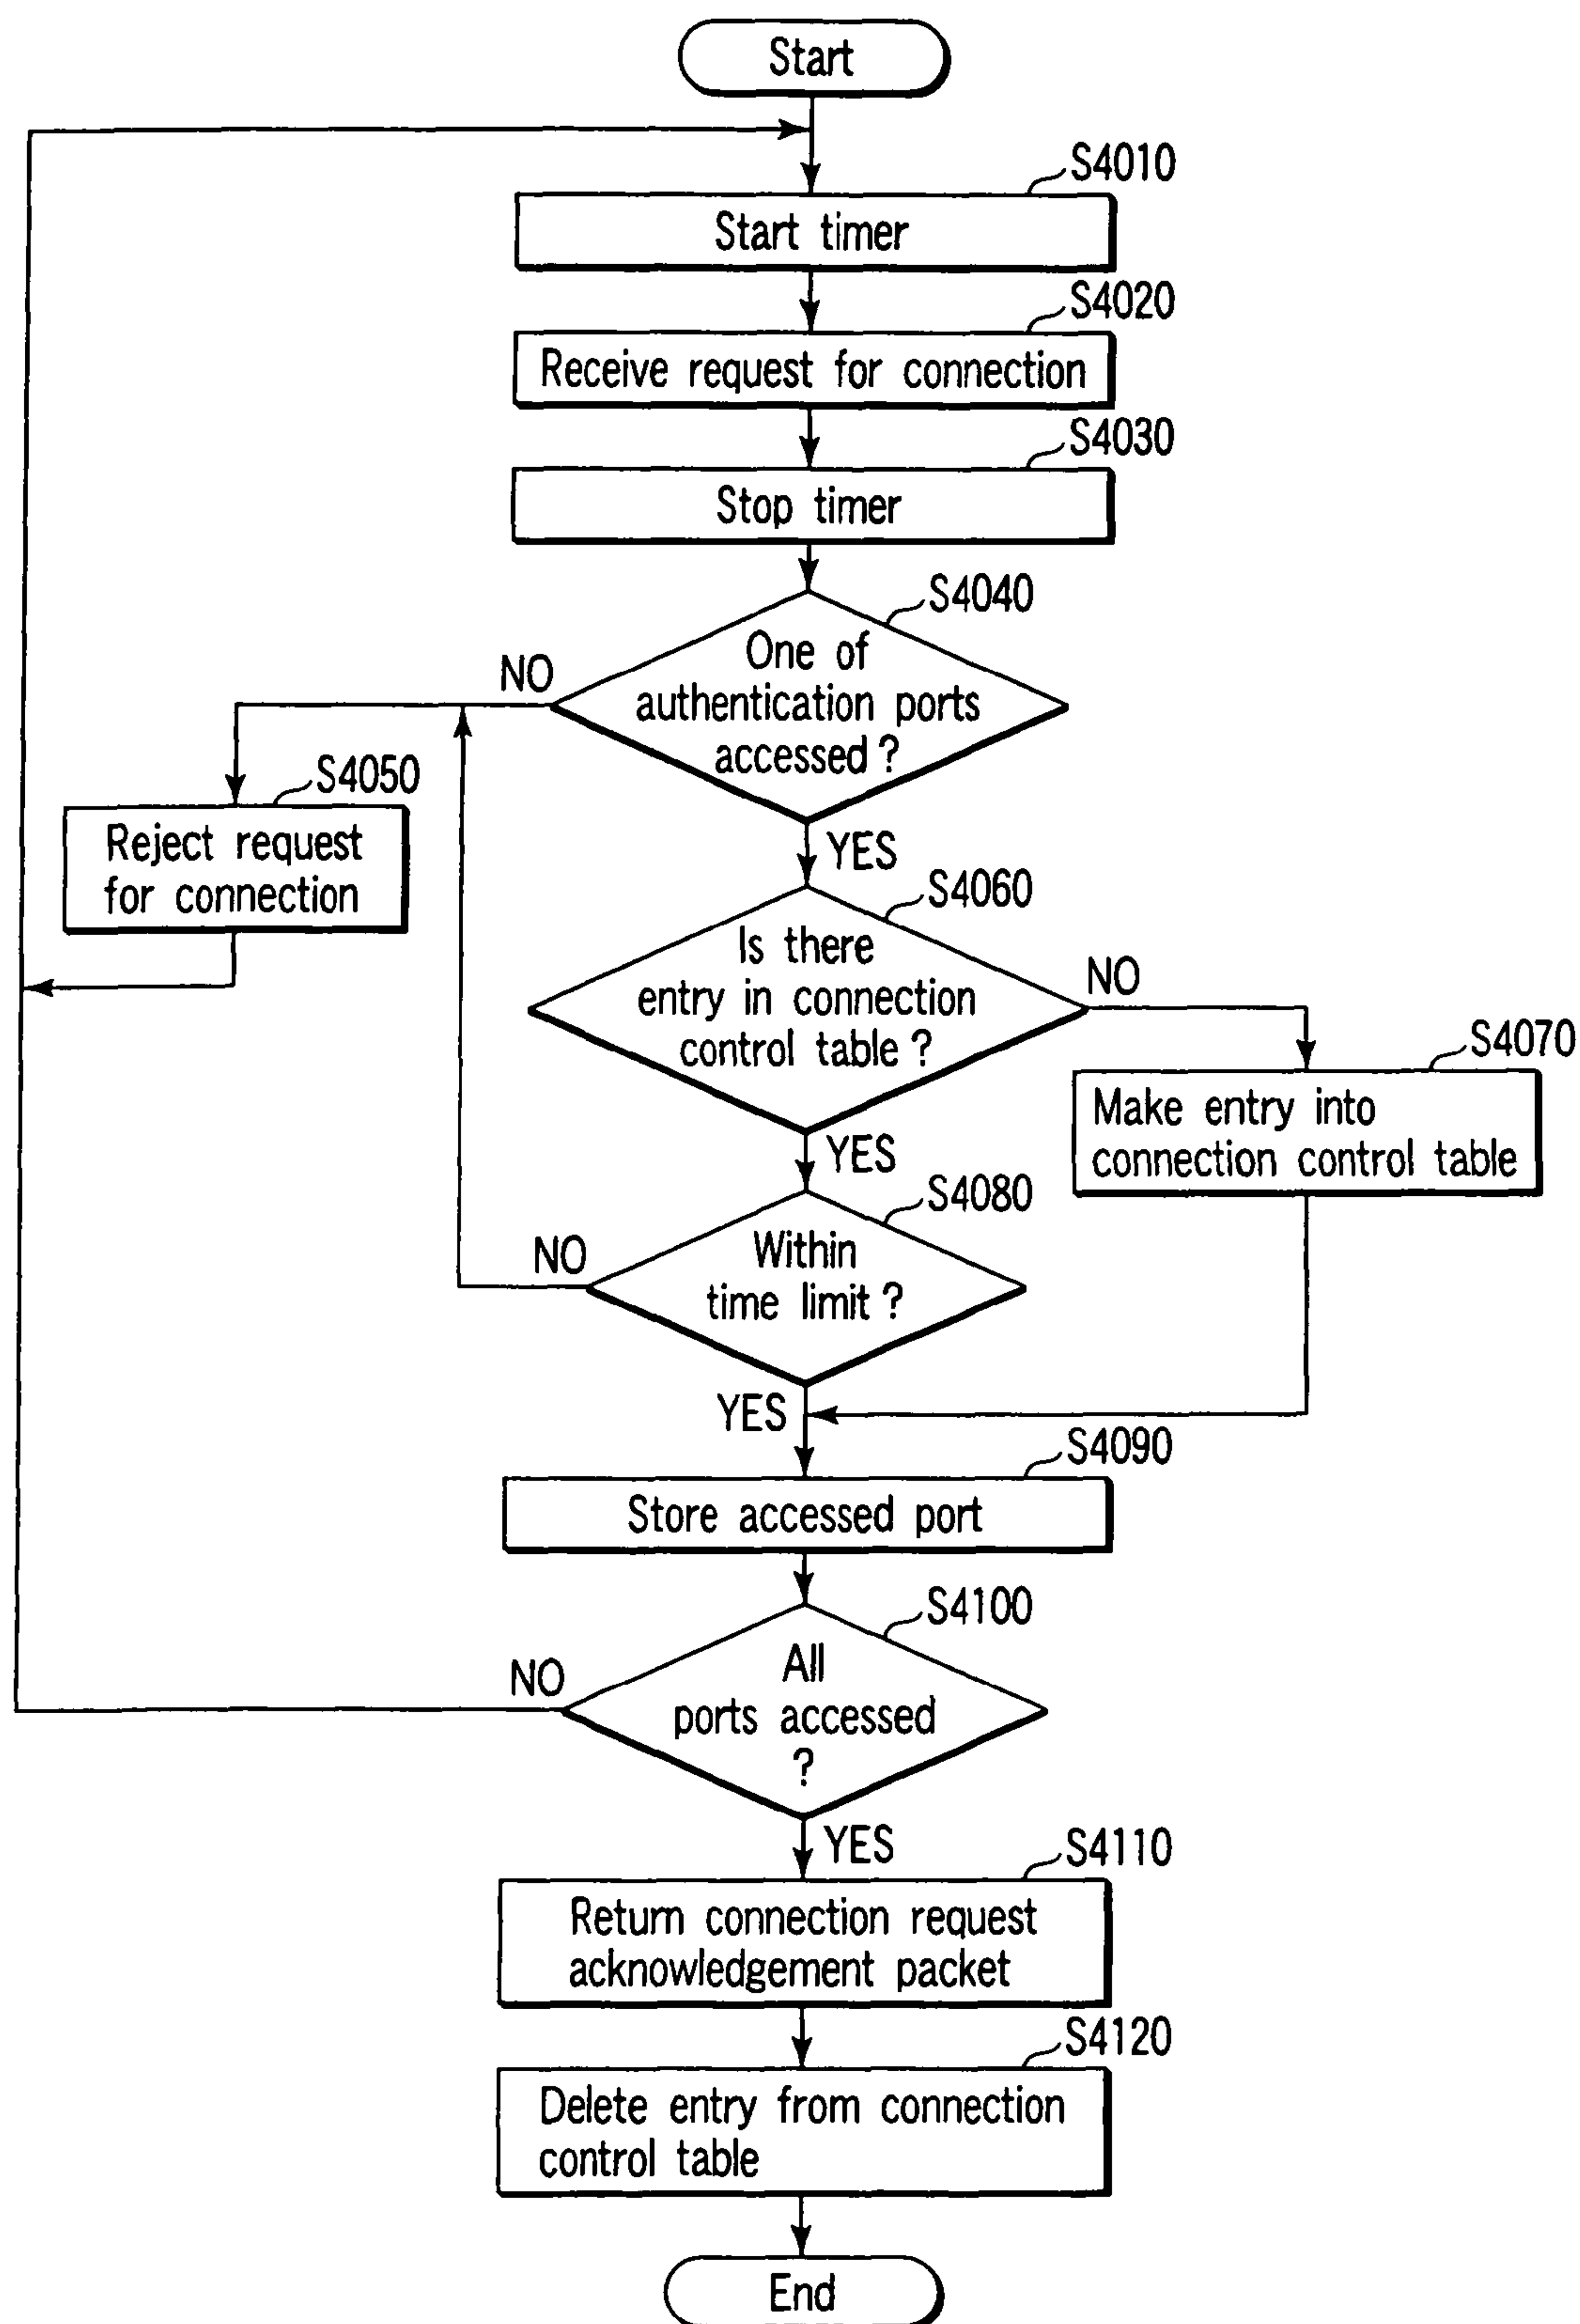 Start
S4010
Start timer
S4020
Receive request for connection
S4030
Stop timer
S4040
One of
authentication ports
accessed ?
NO
YES
S4050
Reject request
for connection
S4060
Is there
entry in connection
control table ?
NO
YES
S4070
Make entry into
connection control table
S4080
Within
time limit ?
NO
YES
S4090
Store accessed port
S4100
All
ports accessed
?
NO
YES
S4110
Return connection request
acknowledgement packet
S4120
Delete entry from connection
control table
End